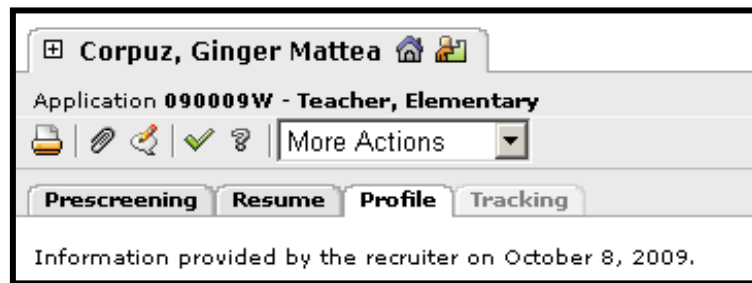 Corpuz, Ginger Mattea
Application 090009W - Teacher, Elementary
More Actions
Prescreening Resume Profile Tracking
Information provided by the recruiter on October 8, 2009.